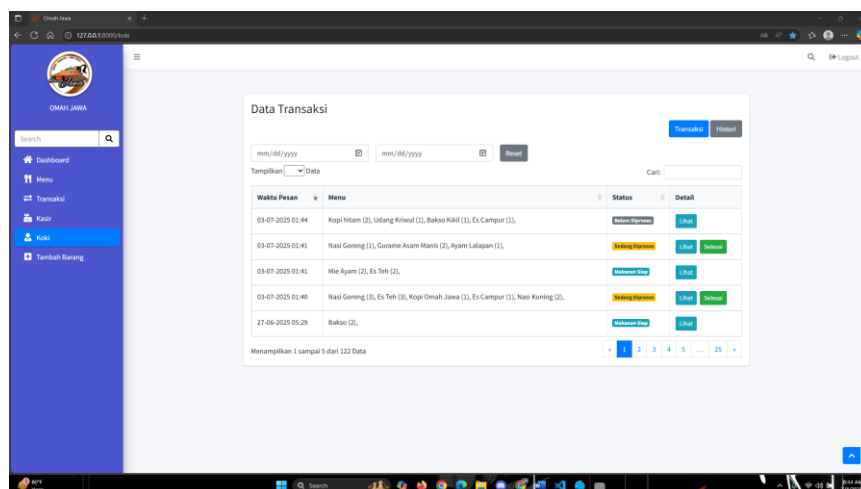 Omah Jawa
127.0.0.1:8000/koki
OMAH JAWA
Logout
Search
Dashboard
Menu
Transaksi
Kasir
Koki
Tambah Barang
Data Transaksi
Transaksi Histori
mm/dd/yyyy mm/dd/yyyy Reset
Tampilkan Data Cari:
Waktu Pesan Menu Status Detail
03-07-2025 01:44 Kopi hitam (2), Udang Kriwul (1), Bakso Kikil (1), Es Campur (1), Belum Diproses Lihat
03-07-2025 01:41 Nasi Goreng (1), Gurame Asam Manis (2), Ayam Lalapan (1), Sedang Diproses Lihat Selesai
03-07-2025 01:41 Mie Ayam (2), Es Teh (2), Makanan Siap Lihat
03-07-2025 01:40 Nasi Goreng (3), Es Teh (3), Kopi Omah Jawa (1), Es Campur (1), Nasi Kuning (2), Sedang Diproses Lihat Selesai
27-06-2025 05:29 Bakso (2), Makanan Siap Lihat
Menampilkan 1 sampai 5 dari 122 Data « 1 2 3 4 5 ... 25 »
80°F
Search